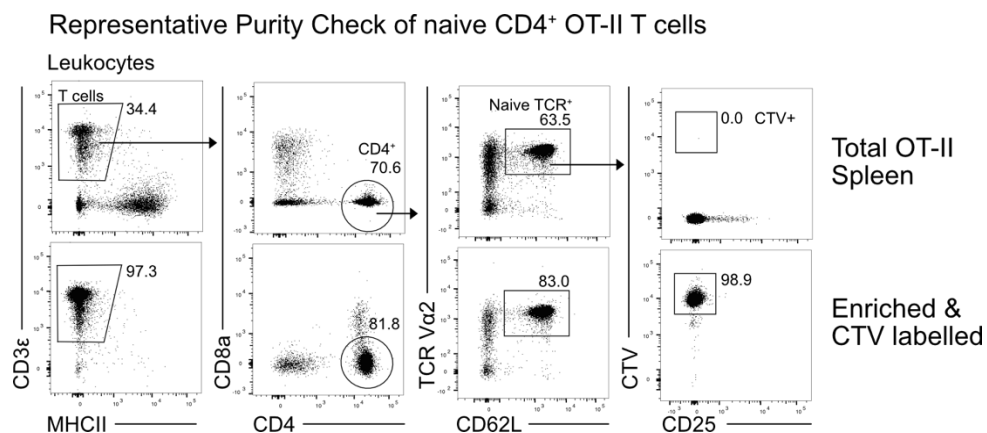 Representative Purity Check of naive CD4⁺ OT-II T cells
Leukocytes
T cells
34.4
CD4⁺
70.6
Naive TCR⁺
63.5
0.0 CTV+
Total OT-II
Spleen
97.3
81.8
83.0
98.9
Enriched &
CTV labelled
CD3ε
CD8a
TCR Vα2
CTV
MHCII
CD4
CD62L
CD25